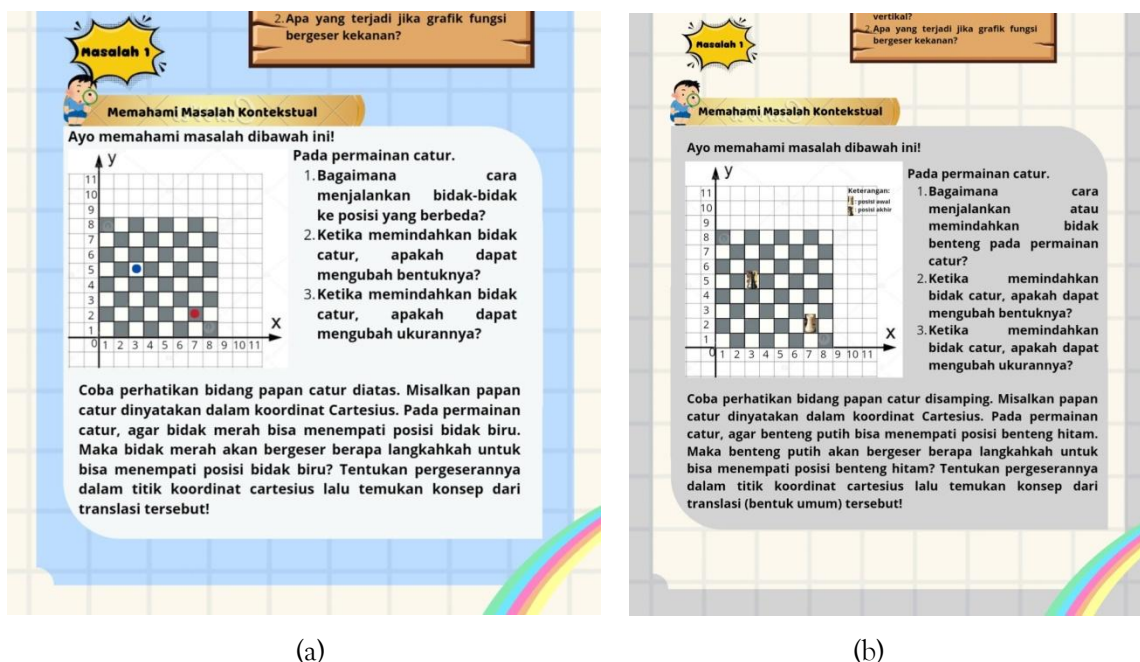 2.Apa yang terjadi jika grafik fungsi
bergeser kekanan?
Masalah 1
Memahami Masalah Kontekstual
Ayo memahami masalah dibawah ini!
y
11
10
9
8
7
6
5
4
3
2
1
0 1 2 3 4 5 6 7 8 9 10 11
x
Pada permainan catur.
1.Bagaimana cara
menjalankan bidak-bidak
ke posisi yang berbeda?
2.Ketika memindahkan bidak
catur, apakah dapat
mengubah bentuknya?
3.Ketika memindahkan bidak
catur, apakah dapat
mengubah ukurannya?
Coba perhatikan bidang papan catur diatas. Misalkan papan
catur dinyatakan dalam koordinat Cartesius. Pada permainan
catur, agar bidak merah bisa menempati posisi bidak biru.
Maka bidak merah akan bergeser berapa langkahkah untuk
bisa menempati posisi bidak biru? Tentukan pergeserannya
dalam titik koordinat cartesius lalu temukan konsep dari
translasi tersebut!
(a)
vertikal?
2.Apa yang terjadi jika grafik fungsi
bergeser kekanan?
Masalah 1
Memahami Masalah Kontekstual
Ayo memahami masalah dibawah ini!
y
11
10
9
8
7
6
5
4
3
2
1
0 1 2 3 4 5 6 7 8 9 10 11
x
Keterangan:
: posisi awal
: posisi akhir
Pada permainan catur.
1.Bagaimana cara
menjalankan atau
memindahkan bidak
benteng pada permainan
catur?
2.Ketika memindahkan
bidak catur, apakah dapat
mengubah bentuknya?
3.Ketika memindahkan
bidak catur, apakah dapat
mengubah ukurannya?
Coba perhatikan bidang papan catur disamping. Misalkan papan
catur dinyatakan dalam koordinat Cartesius. Pada permainan
catur, agar benteng putih bisa menempati posisi benteng hitam.
Maka benteng putih akan bergeser berapa langkahkah untuk
bisa menempati posisi benteng hitam? Tentukan pergeserannya
dalam titik koordinat cartesius lalu temukan konsep dari
translasi (bentuk umum) tersebut!
(b)